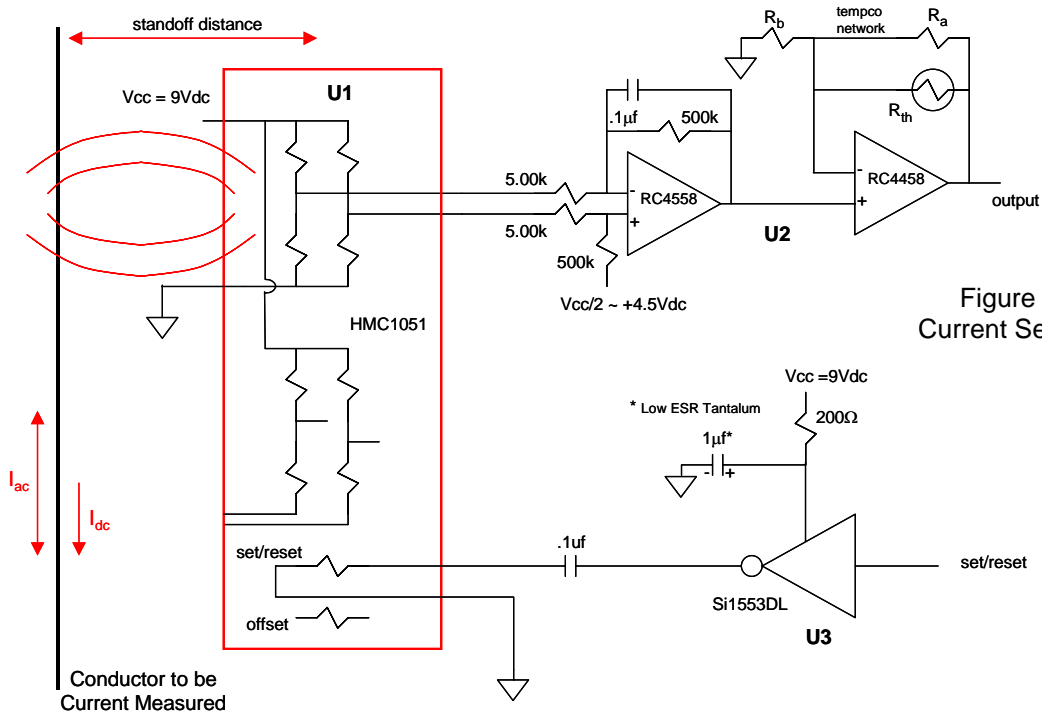 standoff distance
Vcc = 9Vdc
U1
.1µf
500k
5.00k
5.00k
-
+
RC4558
500k
Vcc/2 ~ +4.5Vdc
U2
Rb
tempco
network
Ra
Rth
-
+
RC4458
output
HMC1051
Figure
Current Se
Vcc =9Vdc
* Low ESR Tantalum
200Ω
1µf*
- +
Iac
Idc
set/reset
.1uf
Si1553DL
set/reset
U3
offset
Conductor to be
Current Measured